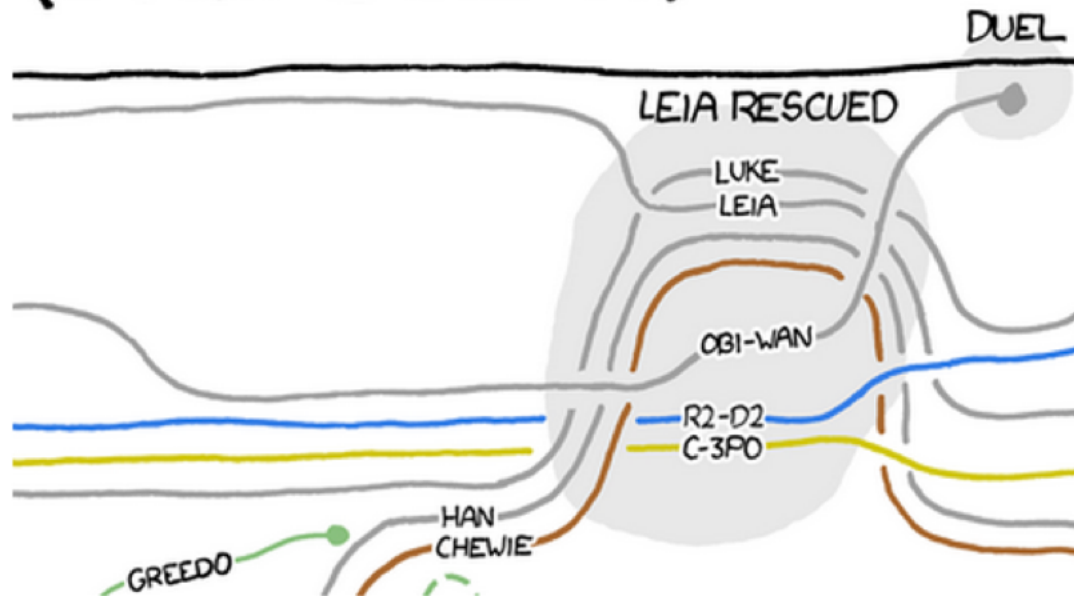 DUEL
LEIA RESCUED
LUKE
LEIA
OBI-WAN
R2-D2
C-3PO
HAN
CHEWIE
GREEDO